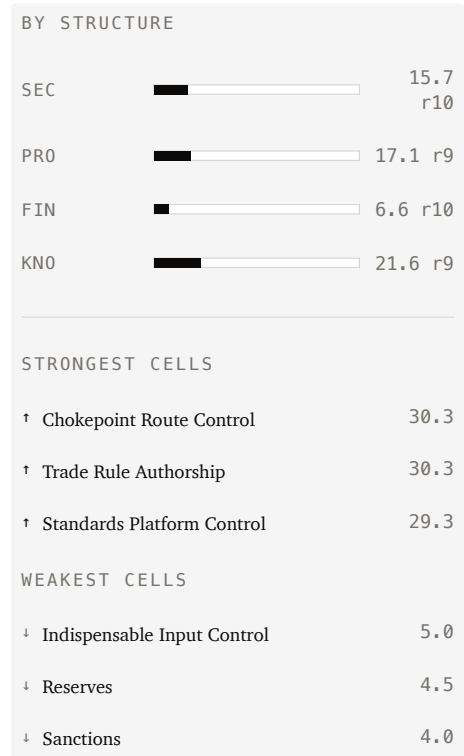 BY STRUCTURE
SEC 15.7
r10
PRO 17.1 r9
FIN 6.6 r10
KNO 21.6 r9
STRONGEST CELLS
↑ Chokepoint Route Control 30.3
↑ Trade Rule Authorship 30.3
↑ Standards Platform Control 29.3
WEAKEST CELLS
↓ Indispensable Input Control 5.0
↓ Reserves 4.5
↓ Sanctions 4.0